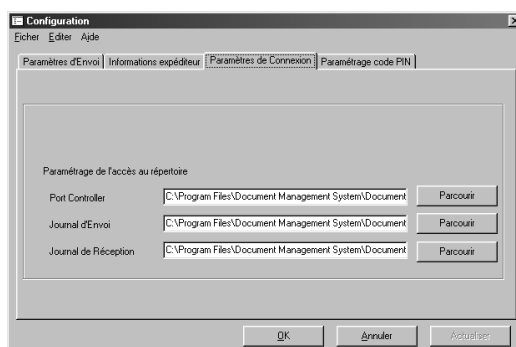 Configuration
Ficher Editer Ajde
Paramètres d'Envoi Informations expéditeur Paramètres de Connexion Paramétrage code PIN
Paramétrage de l'accès au répertoire
Port Controller C:\Program Files\Document Management System\Document Parcourir
Journal d'Envoi C:\Program Files\Document Management System\Document Parcourir
Journal de Réception C:\Program Files\Document Management System\Document Parcourir
OK Annuler Actualiser